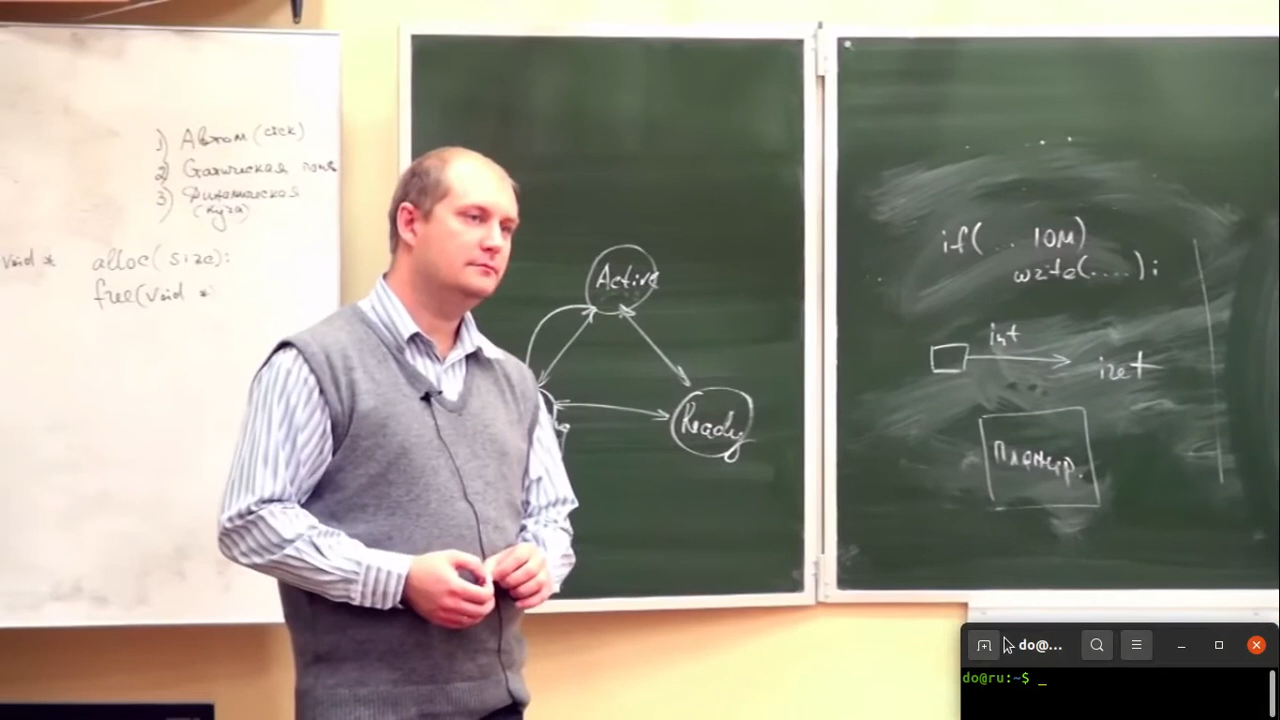 1) Автом (стек)
2) Статическая
3) Динамическая
(куча)
void * alloc( size);
free(void *
Active
Ready
if( ... 10M)
write(....);
int
iret
Планир.
do@...
do@ru:~$ _